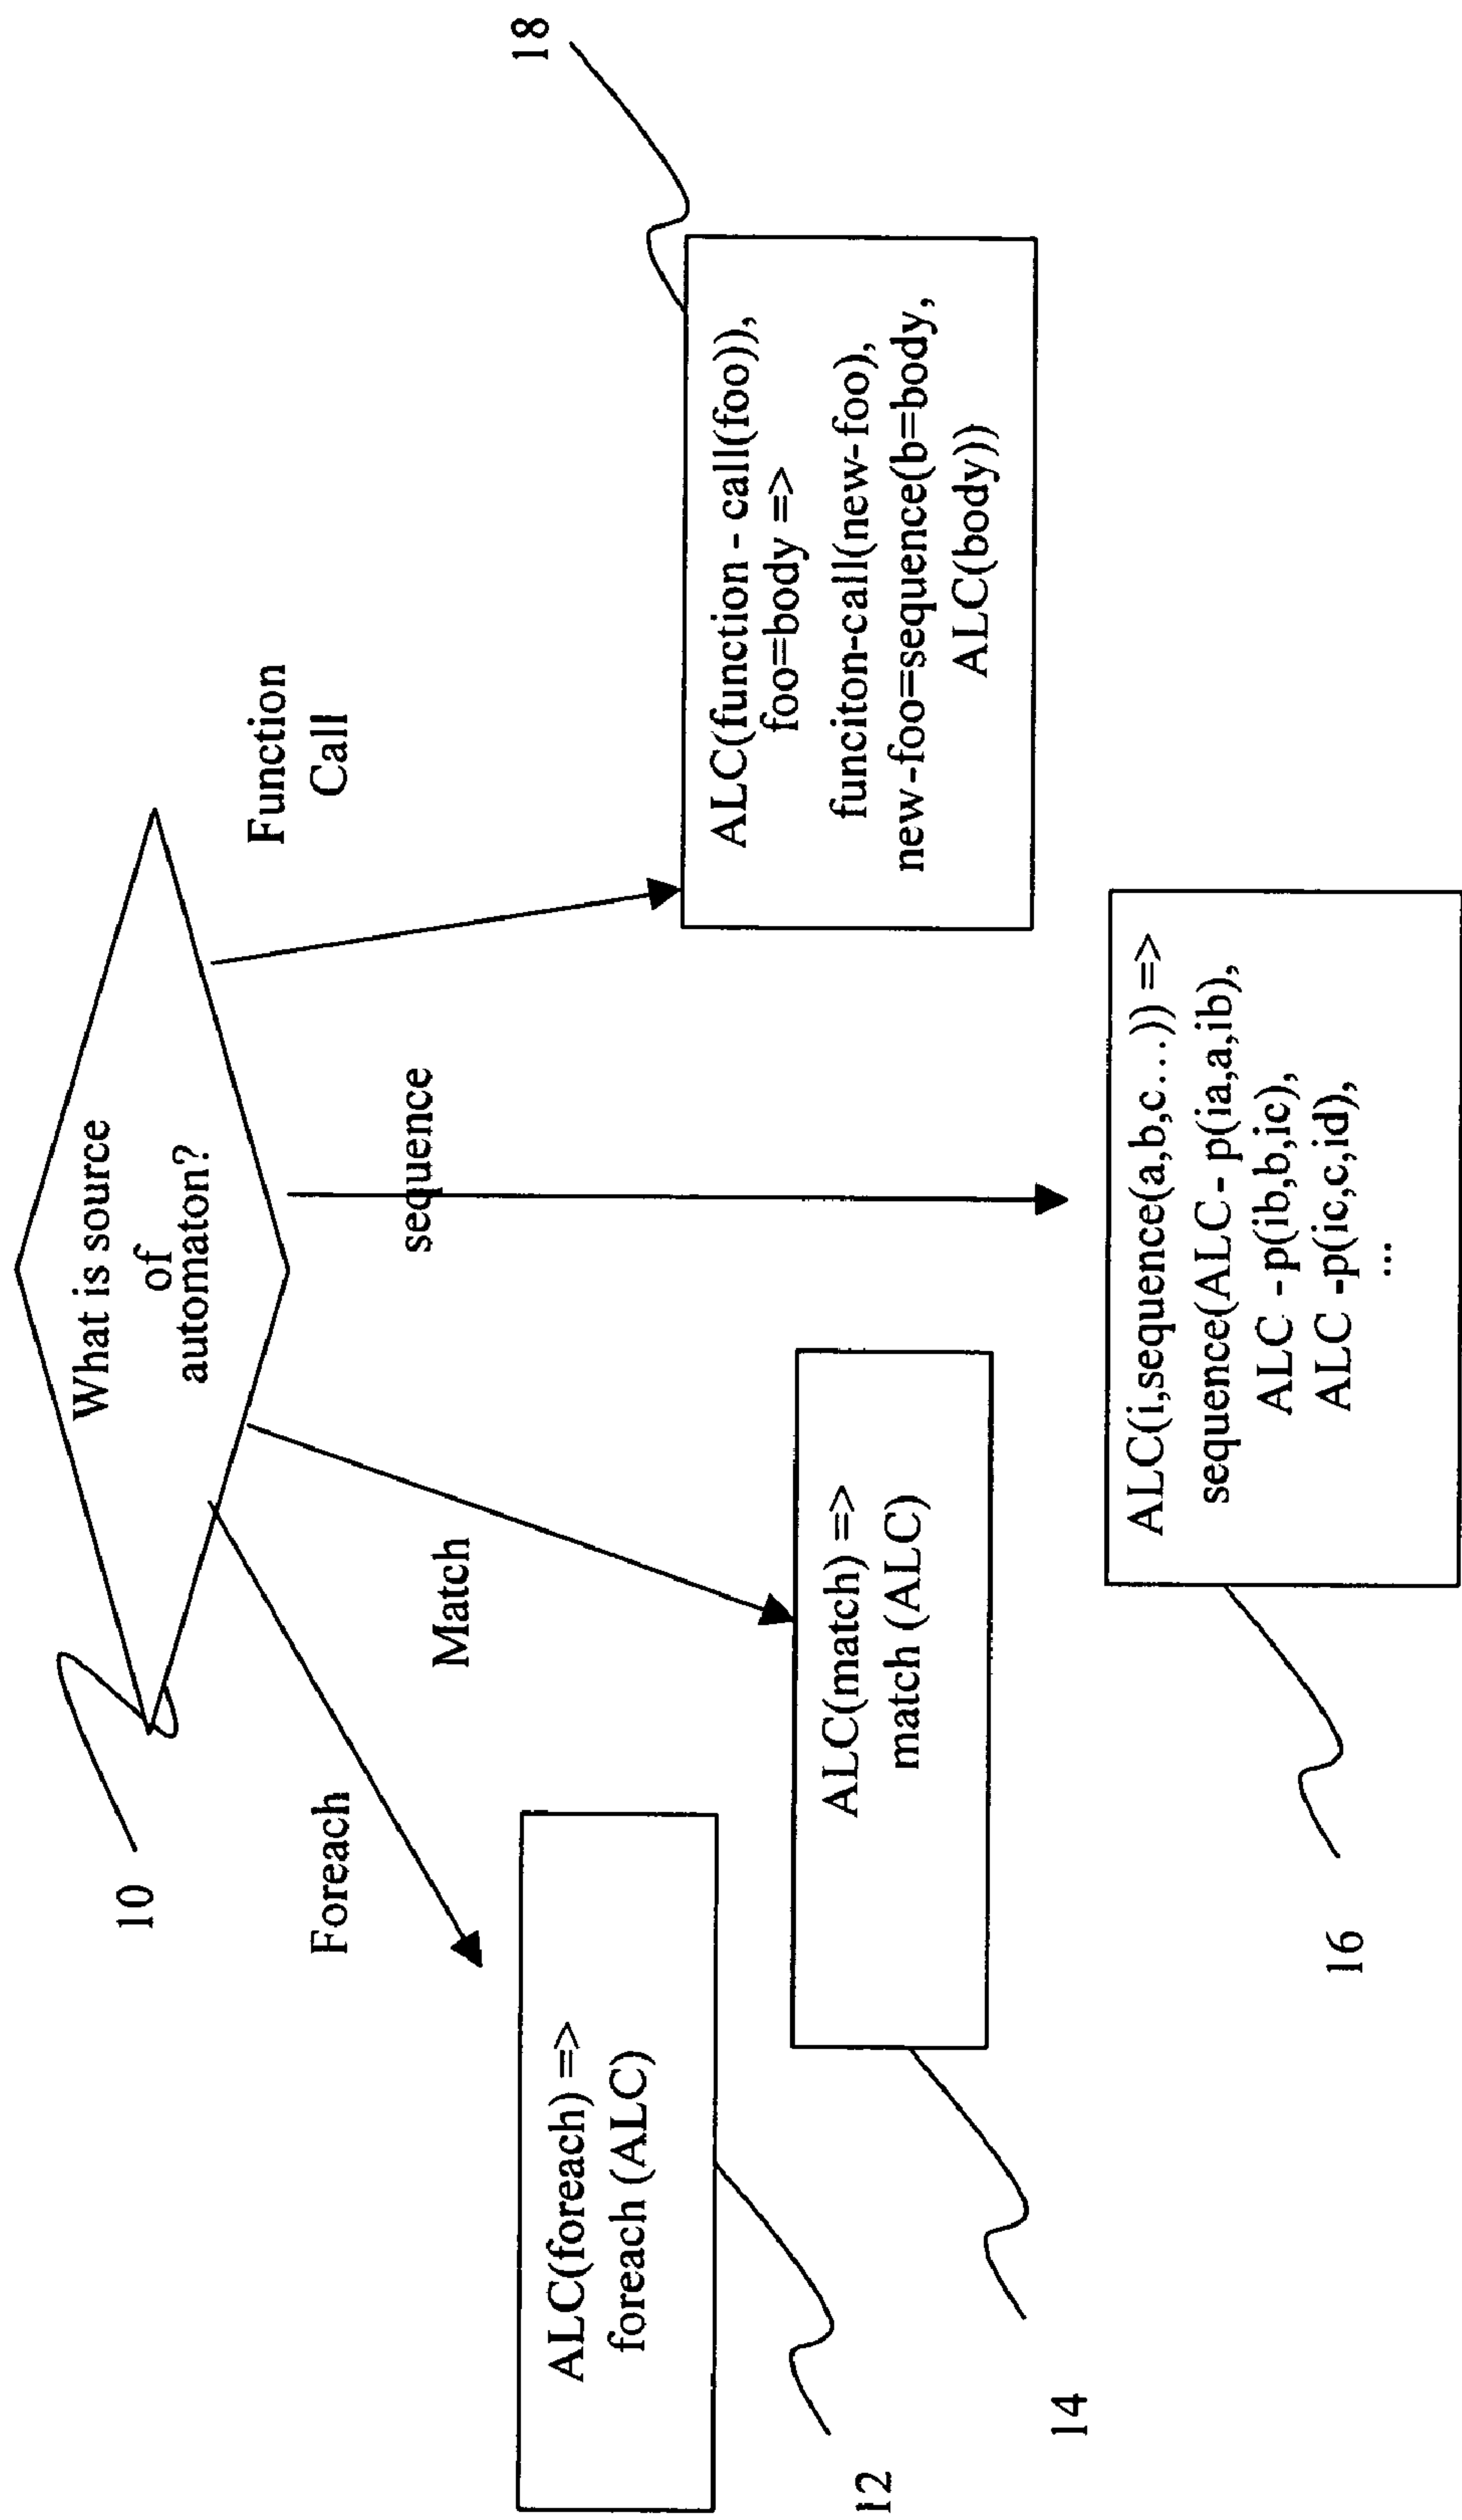 What is source
of
automaton?
10
Foreach
Match
sequence
Function
Call
ALC(foreach) =>
foreach (ALC)
12
ALC(match) =>
match (ALC)
14
ALC(i,sequence(a,b,c...)) =>
sequence(ALC - p(ia,a,ib),
ALC - p(ib,b,ic),
ALC -p(ic,c,id),
...
16
ALC(function - call(foo)),
foo=body =>
funciton-call(new-foo),
new-foo=sequence(b=body,
ALC(body)))
18